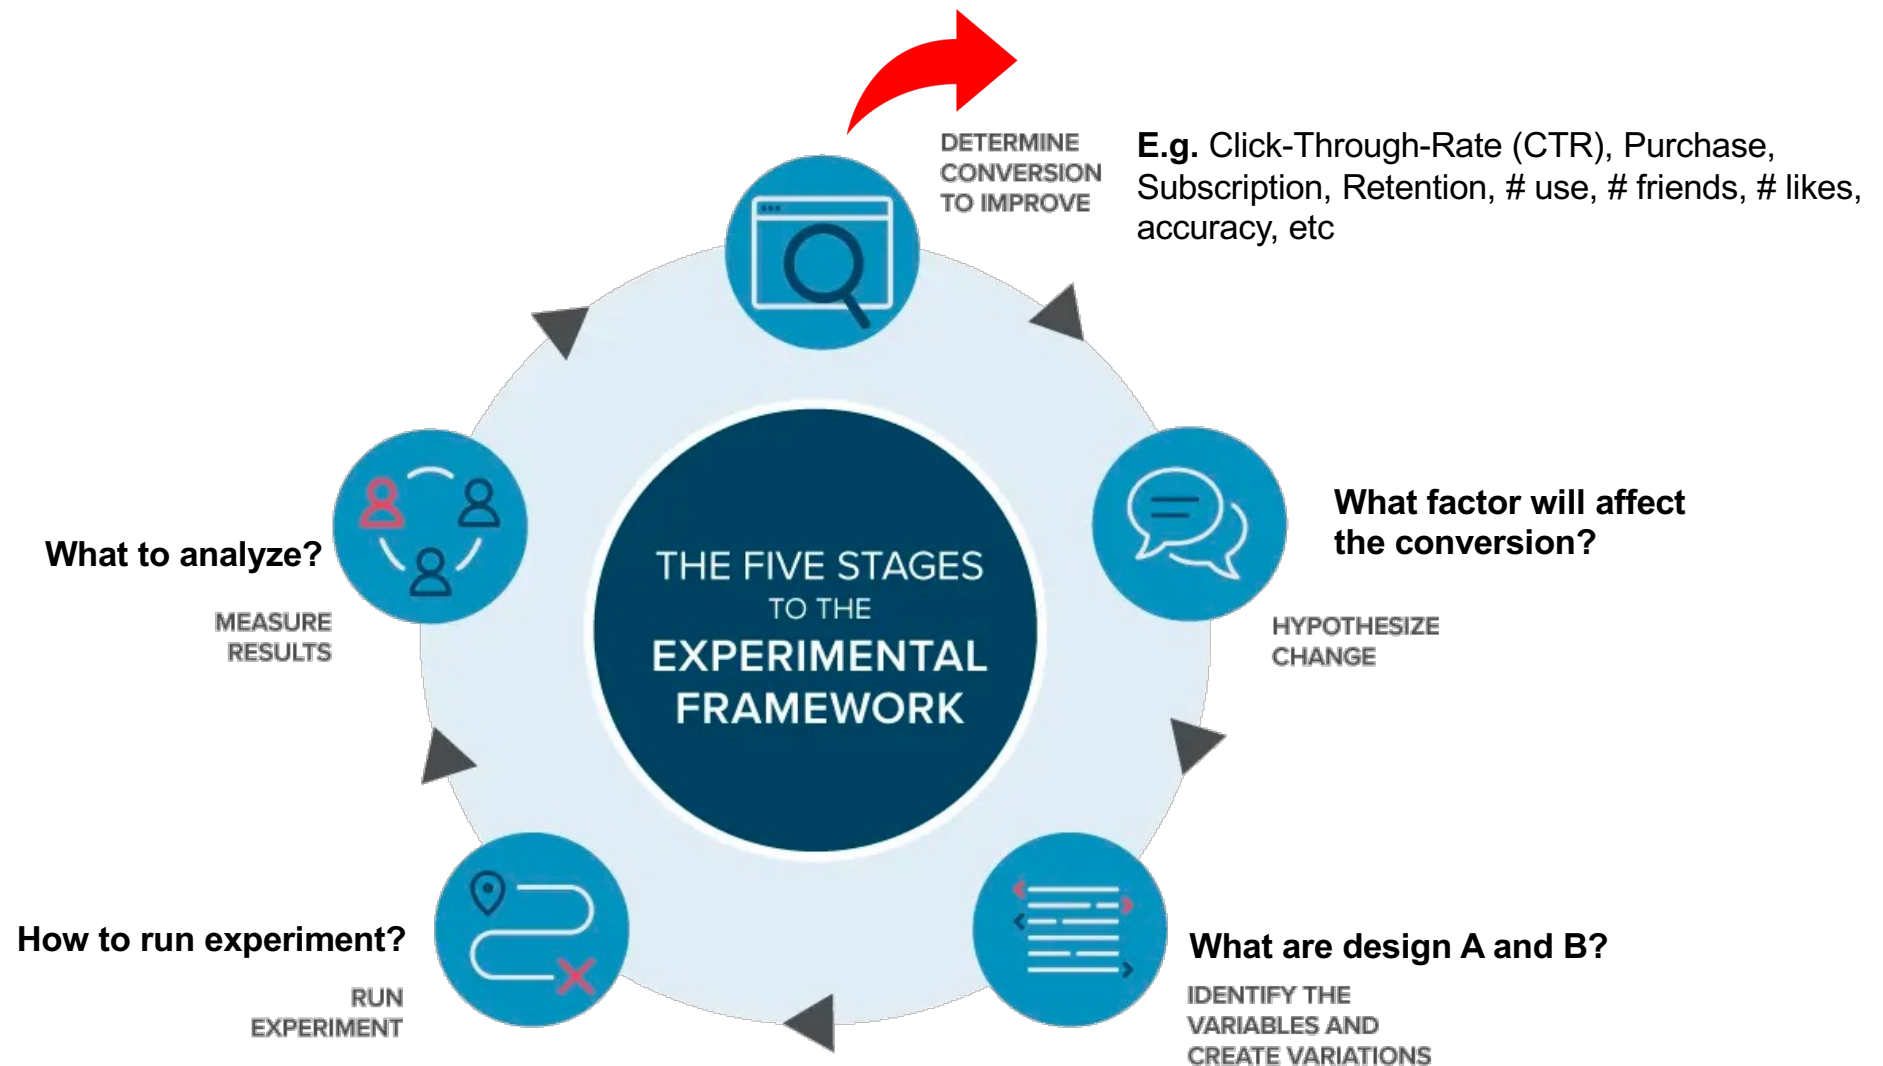 DETERMINE
CONVERSION
TO IMPROVE
E.g. Click-Through-Rate (CTR), Purchase,
Subscription, Retention, # use, # friends, # likes,
accuracy, etc
What factor will affect
the conversion?
HYPOTHESIZE
CHANGE
What are design A and B?
IDENTIFY THE
VARIABLES AND
CREATE VARIATIONS
How to run experiment?
RUN
EXPERIMENT
What to analyze?
MEASURE
RESULTS
THE FIVE STAGES
TO THE
EXPERIMENTAL
FRAMEWORK